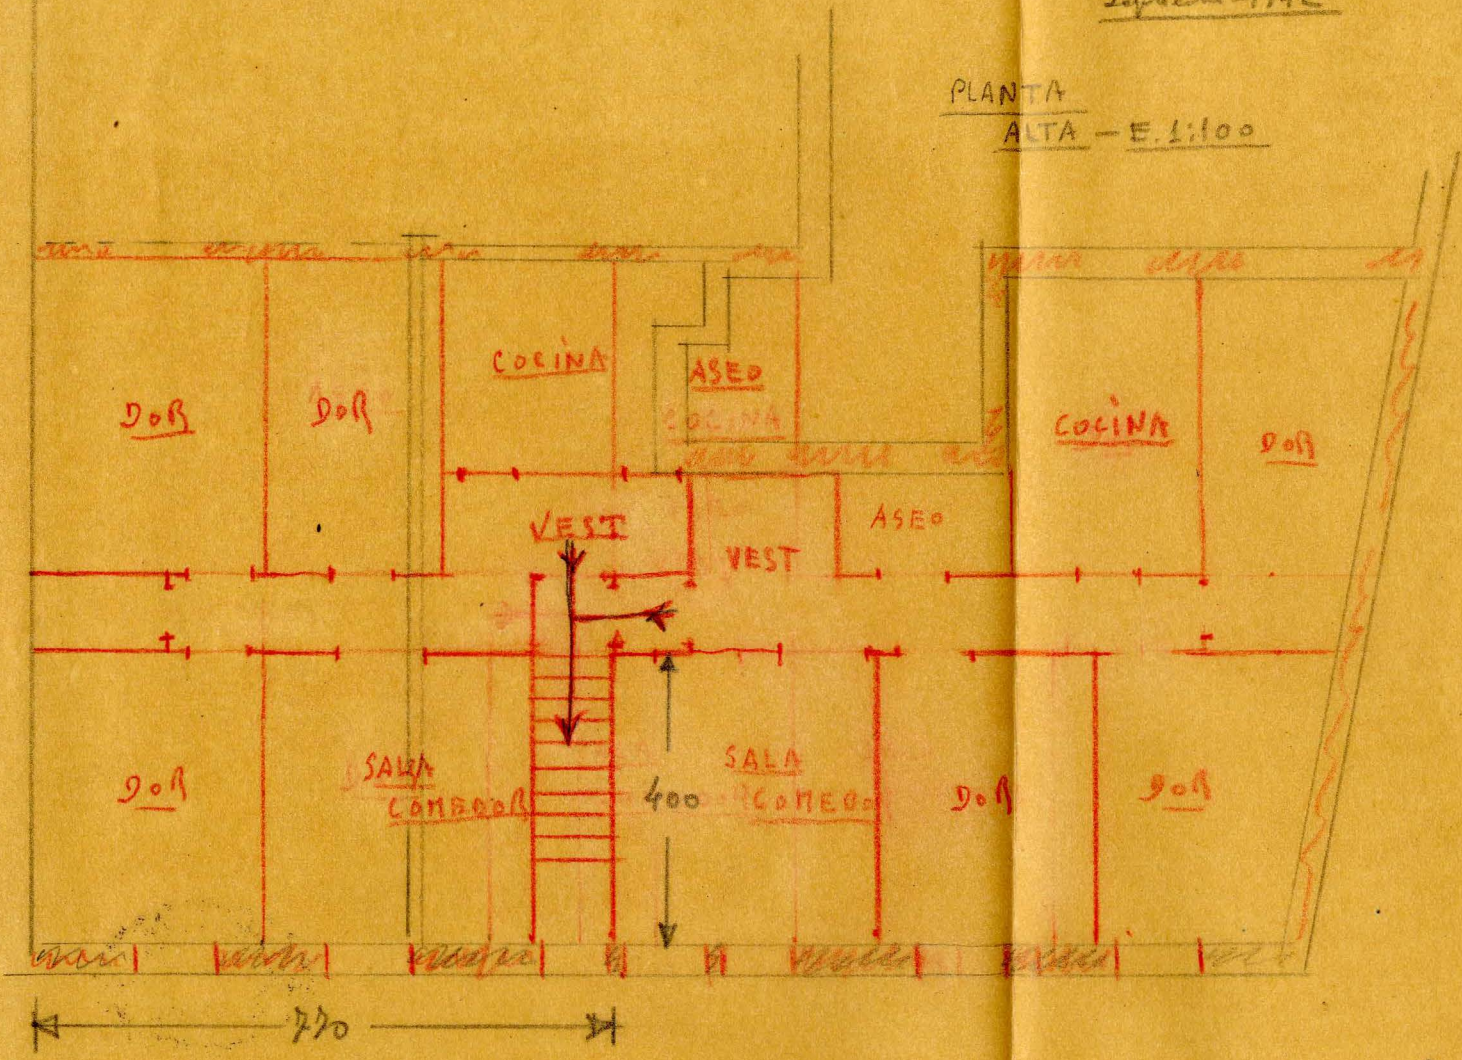 PLANTA
ALTA - E. 1:100
COCINA
ASEO
COCINA
DOR
DOR
COCINA
DOR
VEST
ASEO
VEST
SALA
COMEDOR
SALA
COMEDOR
DOR
400
DOR
DOR
770